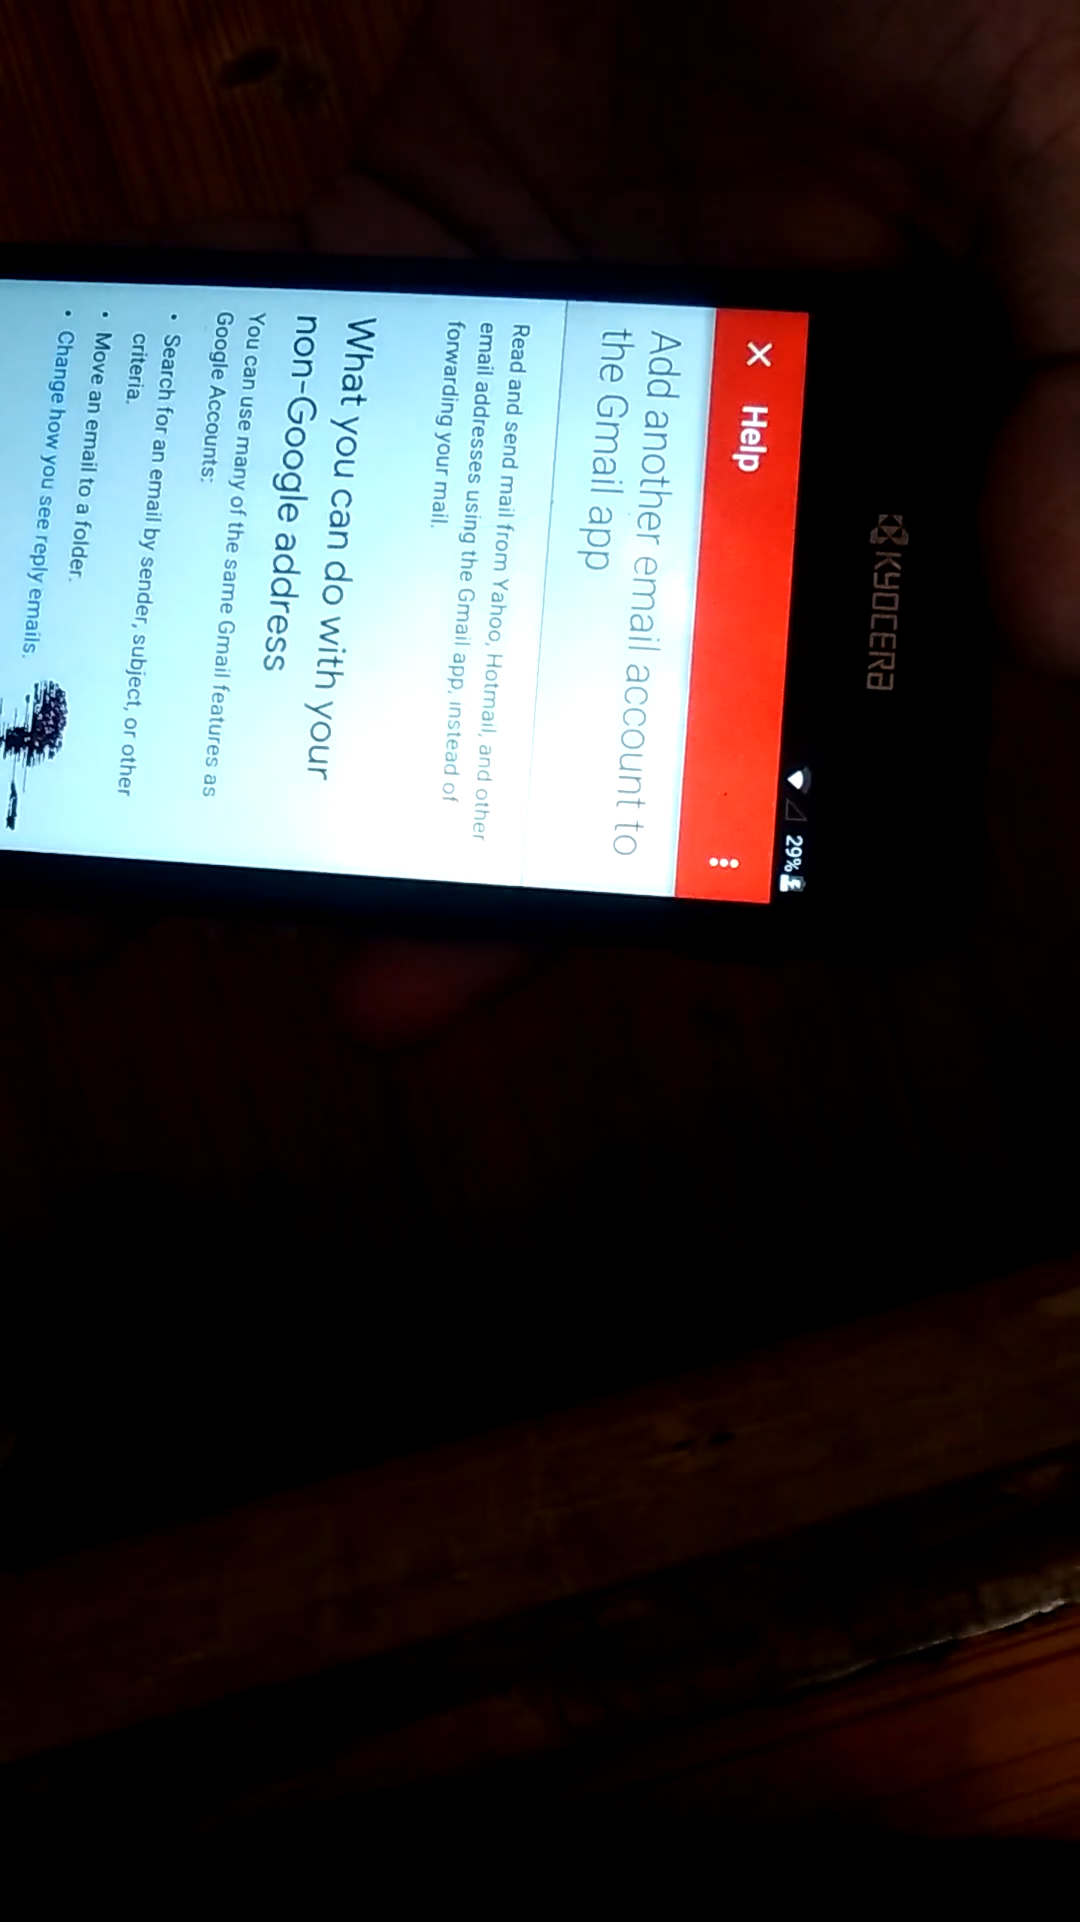 KYOCERA
29%
X Help
Add another email account to
the Gmail app
Read and send mail from Yahoo, Hotmail, and other
email addresses using the Gmail app, instead of
forwarding your mail.
What you can do with your
non-Google address
You can use many of the same Gmail features as
Google Accounts:
• Search for an email by sender, subject, or other
criteria.
• Move an email to a folder.
• Change how you see reply emails.